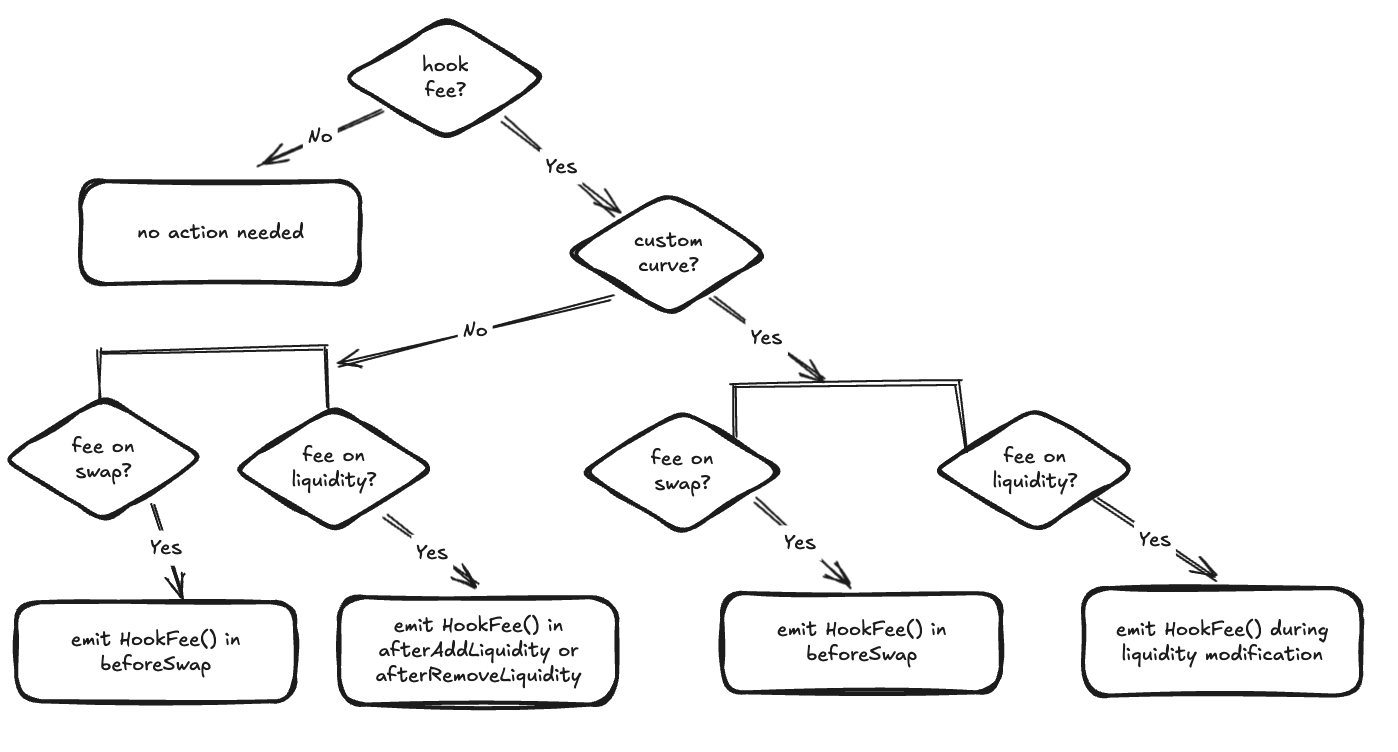 hook
fee?
No
Yes
no action needed
custom
curve?
No
Yes
fee on
swap?
fee on
liquidity?
fee on
swap?
fee on
liquidity?
Yes
Yes
Yes
Yes
emit HookFee() in
beforeSwap
emit HookFee() in
afterAddLiquidity or
afterRemoveLiquidity
emit HookFee() in
beforeSwap
emit HookFee() during
liquidity modification